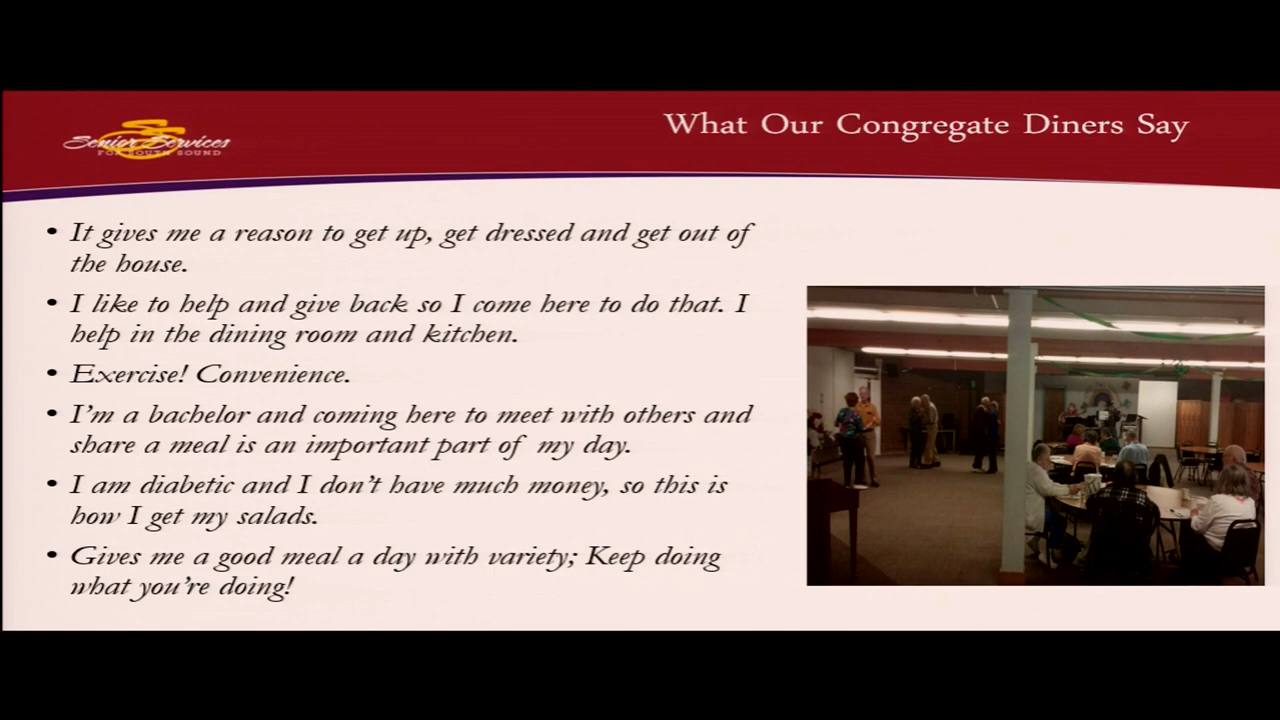 Senior Services
FOR SOUTH SOUND
What Our Congregate Diners Say
• It gives me a reason to get up, get dressed and get out of
the house.
• I like to help and give back so I come here to do that. I
help in the dining room and kitchen.
• Exercise! Convenience.
• I'm a bachelor and coming here to meet with others and
share a meal is an important part of my day.
• I am diabetic and I don't have much money, so this is
how I get my salads.
• Gives me a good meal a day with variety; Keep doing
what you're doing!